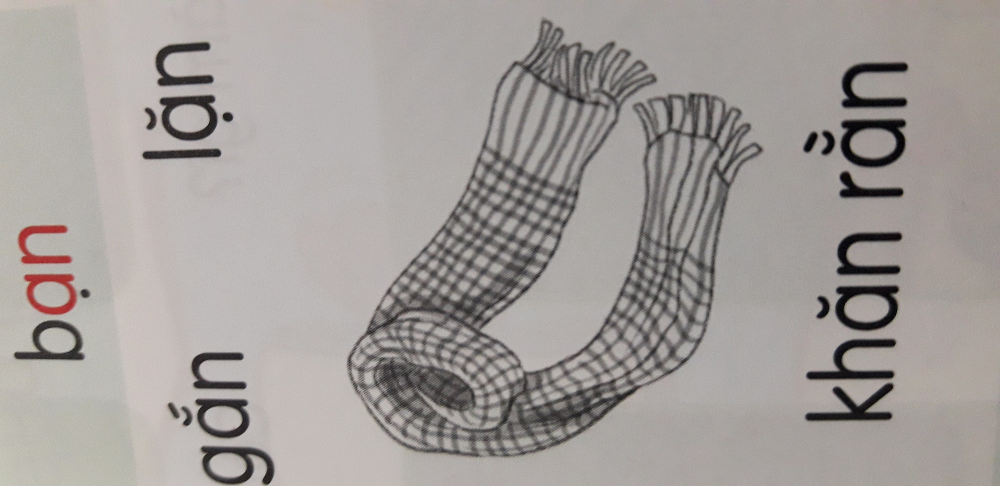 bạn
gắn lặn
khăn rằn